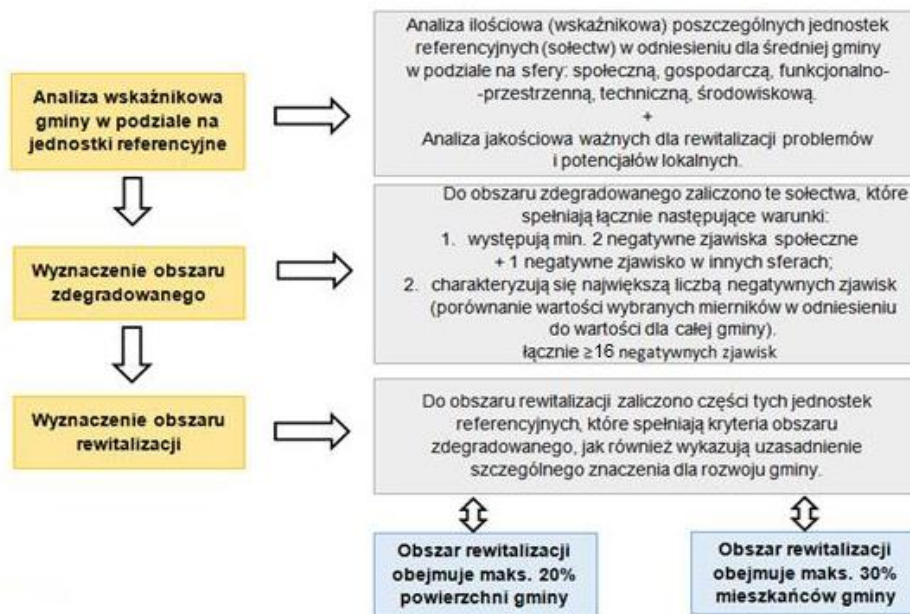 Analiza wskaźnikowa
gminy w podziale na
jednostki referencyjne
Analiza ilościowa (wskaźnikowa) poszczególnych jednostek
referencyjnych (sołectw) w odniesieniu dla średniej gminy
w podziale na sfery: społeczną, gospodarczą, funkcjonalno-
-przestrzenną, techniczną, środowiskową.
+
Analiza jakościowa ważnych dla rewitalizacji problemów
i potencjałów lokalnych.
Wyznaczenie obszaru
zdegradowanego
Do obszaru zdegradowanego zaliczono te sołectwa, które
spełniają łącznie następujące warunki:
1. występują min. 2 negatywne zjawiska społeczne
+ 1 negatywne zjawisko w innych sferach;
2. charakteryzują się największą liczbą negatywnych zjawisk
(porównanie wartości wybranych mierników w odniesieniu
do wartości dla całej gminy).
łącznie ≥16 negatywnych zjawisk
Wyznaczenie obszaru
rewitalizacji
Do obszaru rewitalizacji zaliczono części tych jednostek
referencyjnych, które spełniają kryteria obszaru
zdegradowanego, jak również wykazują uzasadnienie
szczególnego znaczenia dla rozwoju gminy.
Obszar rewitalizacji
obejmuje maks. 20%
powierzchni gminy
Obszar rewitalizacji
obejmuje maks. 30%
mieszkańców gminy